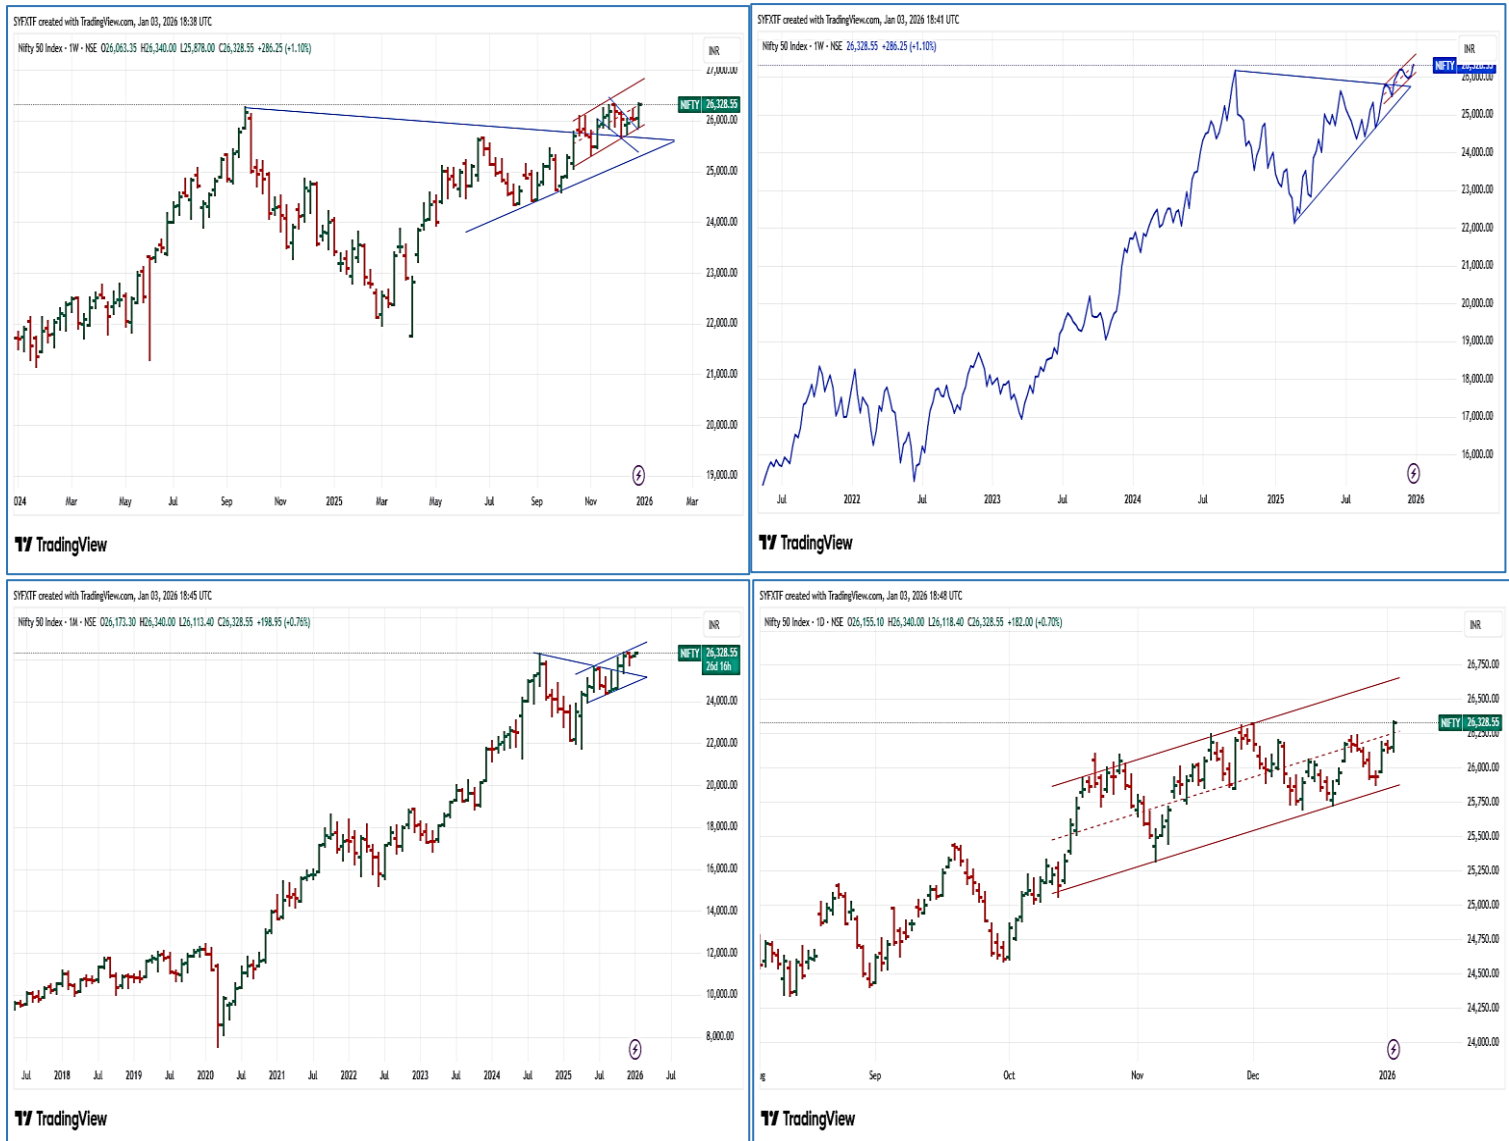 SYFXTF created with TradingView.com, Jan 03, 2026 18:38 UTC
Nifty 50 Index · 1W · NSE O26,063.35 H26,340.00 L25,878.00 C26,328.55 +286.25 (+1.10%)
INR
27,000.00
NIFTY 26,328.55
26,000.00
25,000.00
24,000.00
23,000.00
22,000.00
21,000.00
20,000.00
19,000.00
024 Mar May Jul Sep Nov 2025 Mar May Jul Sep Nov 2026 Mar
TradingView
SYFXTF created with TradingView.com, Jan 03, 2026 18:41 UTC
Nifty 50 Index · 1W · NSE 26,328.55 +286.25 (+1.10%)
INR
NIFTY 26,328.55
26,000.00
25,000.00
24,000.00
23,000.00
22,000.00
21,000.00
20,000.00
19,000.00
18,000.00
17,000.00
16,000.00
Jul 2022 Jul 2023 Jul 2024 Jul 2025 Jul 2026
TradingView
SYFXTF created with TradingView.com, Jan 03, 2026 18:45 UTC
Nifty 50 Index · 1M · NSE O26,173.30 H26,340.00 L26,113.40 C26,328.55 +198.95 (+0.76%)
INR
NIFTY 26,328.55
26d 16h
24,000.00
22,000.00
20,000.00
18,000.00
16,000.00
14,000.00
12,000.00
10,000.00
8,000.00
Jul 2018 Jul 2019 Jul 2020 Jul 2021 Jul 2022 Jul 2023 Jul 2024 Jul 2025 Jul 2026 Jul
TradingView
SYFXTF created with TradingView.com, Jan 03, 2026 18:48 UTC
Nifty 50 Index · 1D · NSE O26,155.10 H26,340.00 L26,118.40 C26,328.55 +182.00 (+0.70%)
INR
26,750.00
26,500.00
NIFTY 26,328.55
26,250.00
26,000.00
25,750.00
25,500.00
25,250.00
25,000.00
24,750.00
24,500.00
24,250.00
24,000.00
g Sep Oct Nov Dec 2026
TradingView